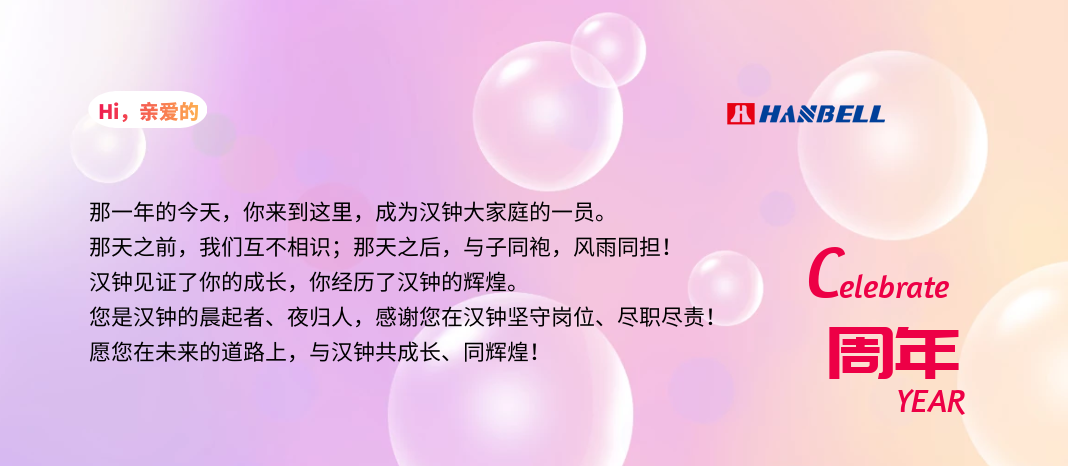 Hi，亲爱的
HANBELL
那一年的今天，你来到这里，成为汉钟大家庭的一员。
那天之前，我们互不相识；那天之后，与子同袍，风雨同担！
汉钟见证了你的成长，你经历了汉钟的辉煌。
您是汉钟的晨起者、夜归人，感谢您在汉钟坚守岗位、尽职尽责！
愿您在未来的道路上，与汉钟共成长、同辉煌！
Celebrate
周年
YEAR